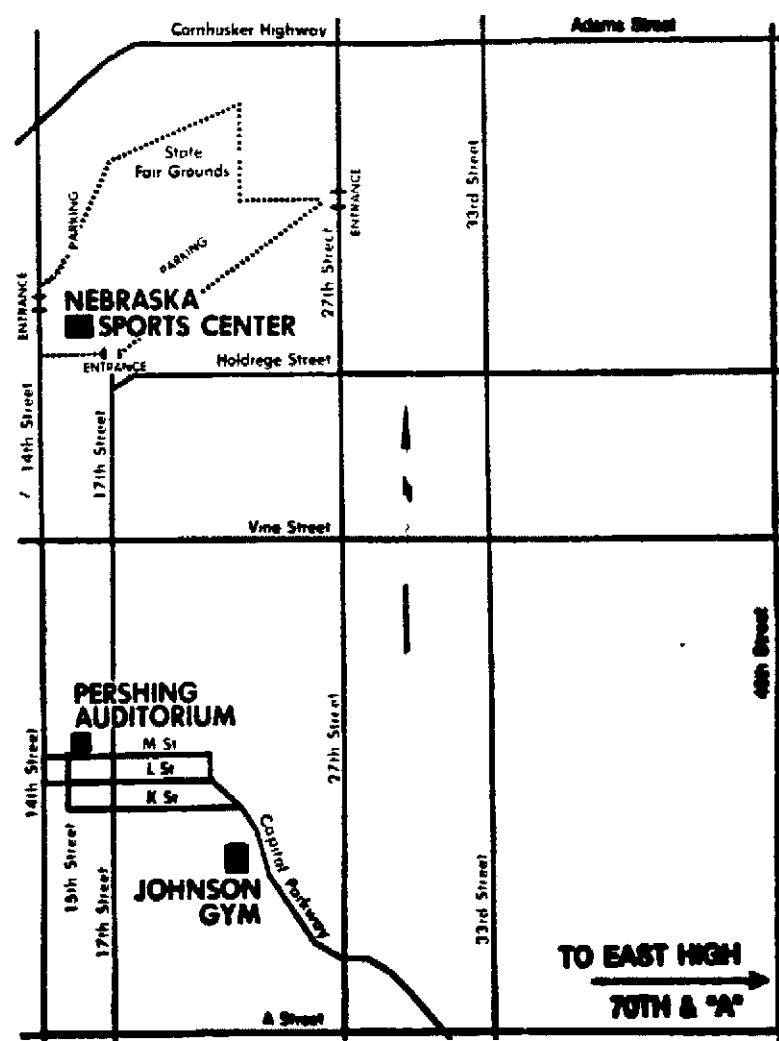 Cornhusker Highway
Adams Street
State
Fair Grounds
PARKING
PARKING
ENTRANCE
27th Street
33rd Street
ENTRANCE
NEBRASKA
SPORTS CENTER
ENTRANCE
Holdrege Street
14th Street
17th Street
Vine Street
48th Street
PERSHING
AUDITORIUM
M St
L St
K St
14th Street
27th Street
15th Street
17th Street
Capitol Parkway
JOHNSON
GYM
33rd Street
TO EAST HIGH
70TH & "A"
A Street